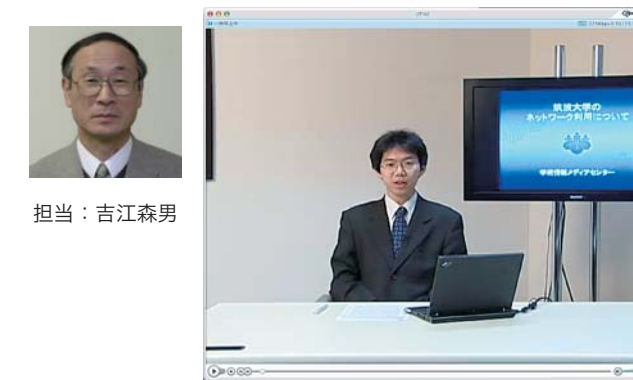 担当：吉江森男
筑波大学の
ネットワーク利用について
学術情報メディアセンター